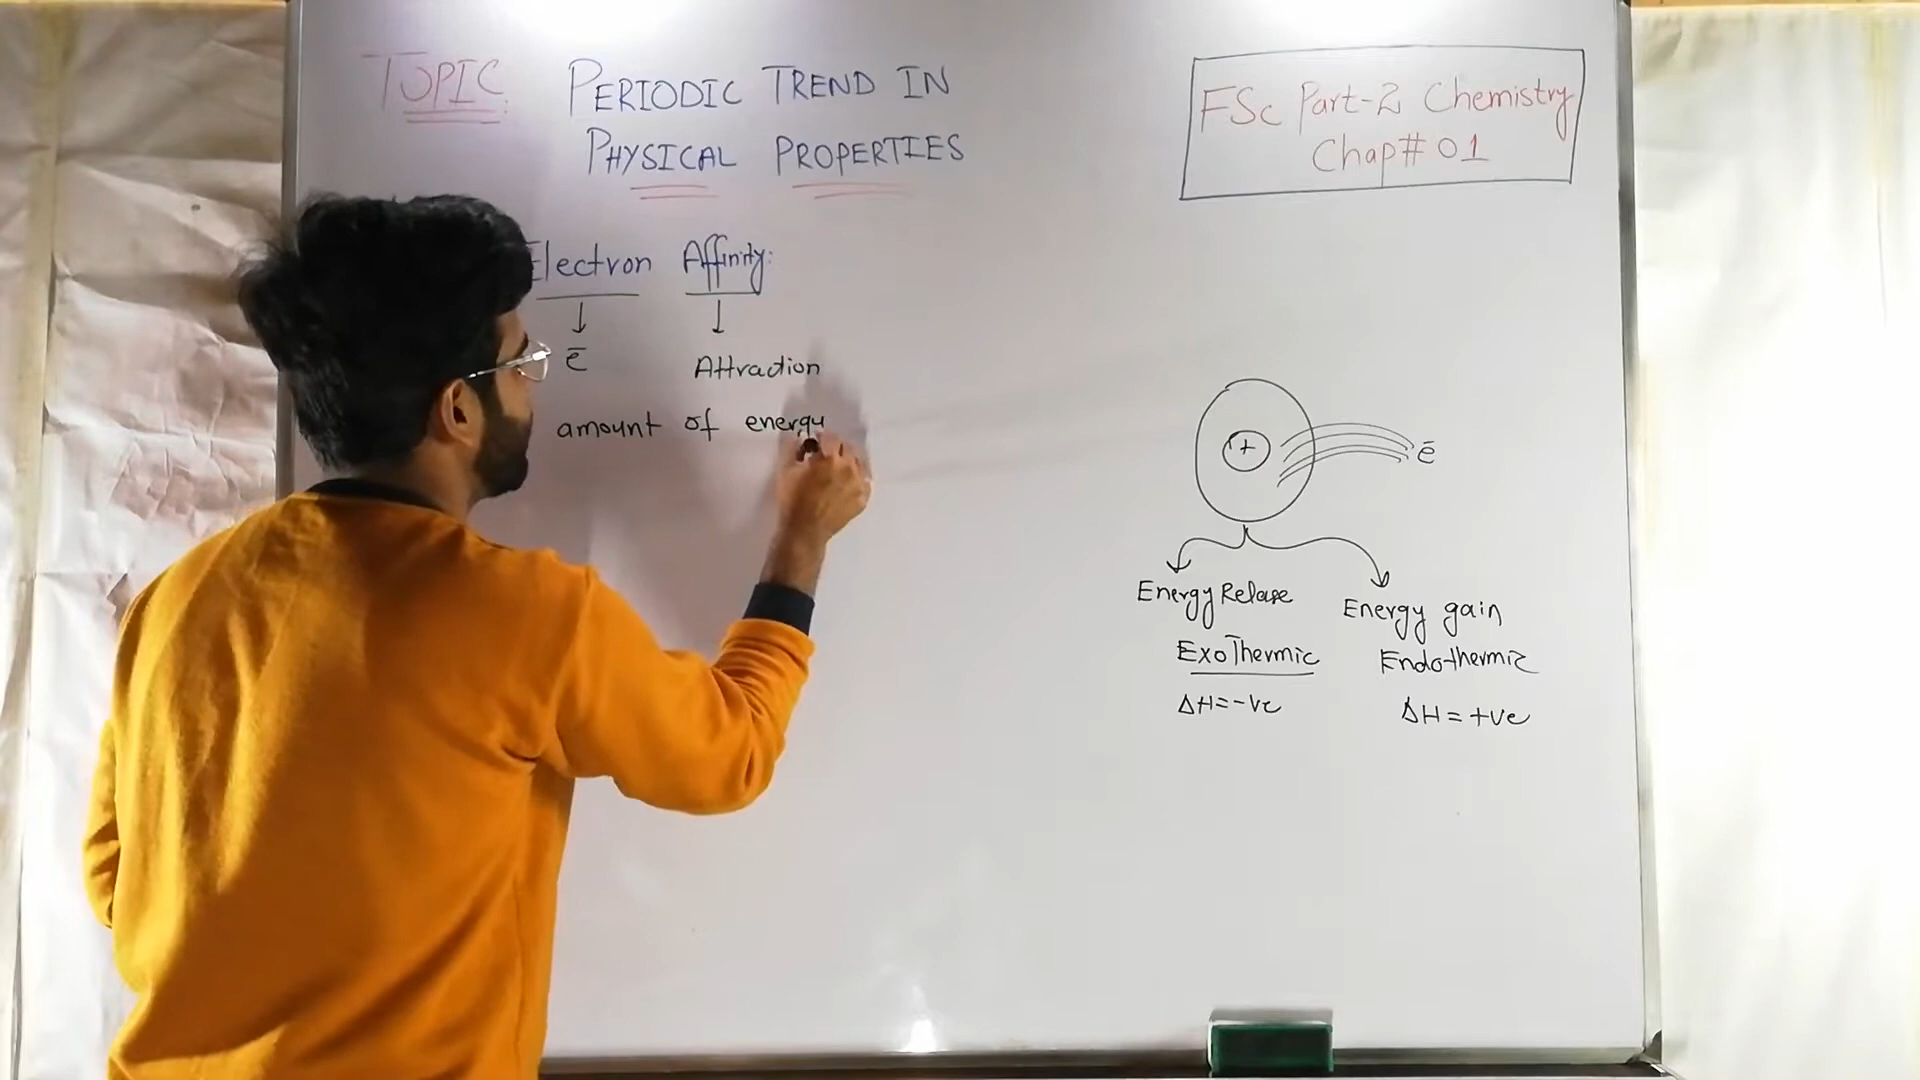 TOPIC: PERIODIC TREND IN
PHYSICAL PROPERTIES
FSc Part-2 Chemistry
Chap# 01
Electron Affinity:
ē
Attraction
amount of energy
+
ē
Energy Relase
Energy gain
ExoThermic
Endothermic
ΔH=-ve
ΔH=+ve